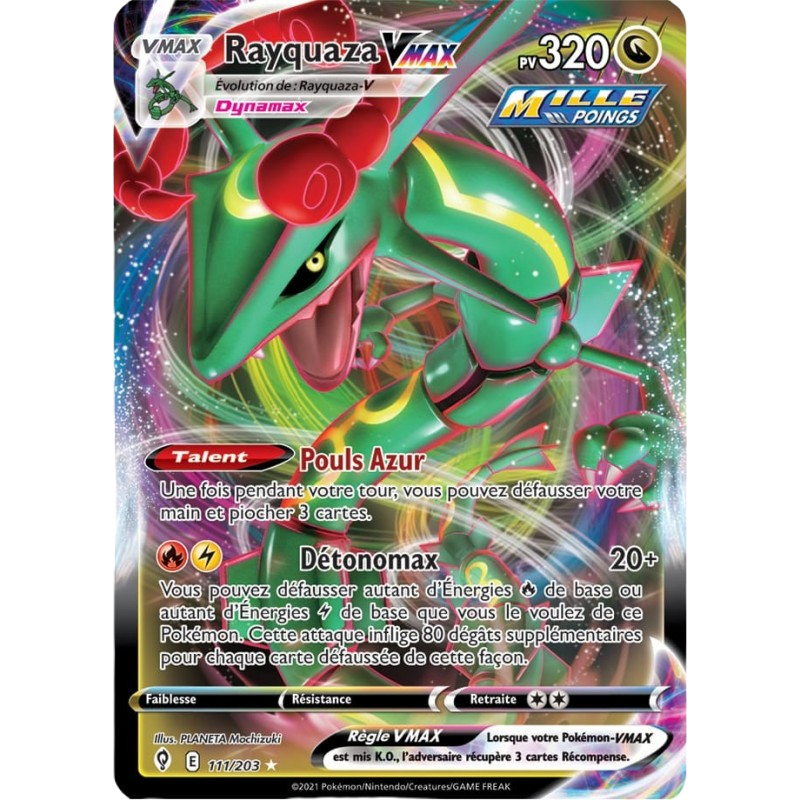 VMAX
Rayquaza VMAX
PV 320
Évolution de : Rayquaza-V
Dynamax
MILLE
POINGS
Talent Pouls Azur
Une fois pendant votre tour, vous pouvez défausser votre
main et piocher 3 cartes.
Détonomax 20+
Vous pouvez défausser autant d'Énergies de base ou
autant d'Énergies de base que vous le voulez de ce
Pokémon. Cette attaque inflige 80 dégâts supplémentaires
pour chaque carte défaussée de cette façon.
Faiblesse Résistance Retraite
Illus. PLANETA Mochizuki
E 111/203
Règle VMAX Lorsque votre Pokémon-VMAX
est mis K.O., l'adversaire récupère 3 cartes Récompense.
©2021 Pokémon/Nintendo/Creatures/GAME FREAK